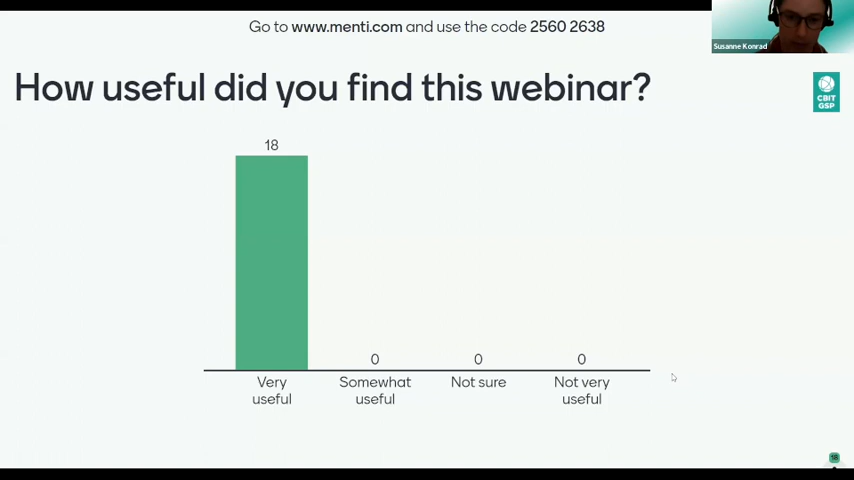 Go to www.menti.com and use the code 2560 2638
Susanne Konrad
How useful did you find this webinar?
CBIT
GSP
18
0
0
0
Very
useful
Somewhat
useful
Not sure
Not very
useful
18